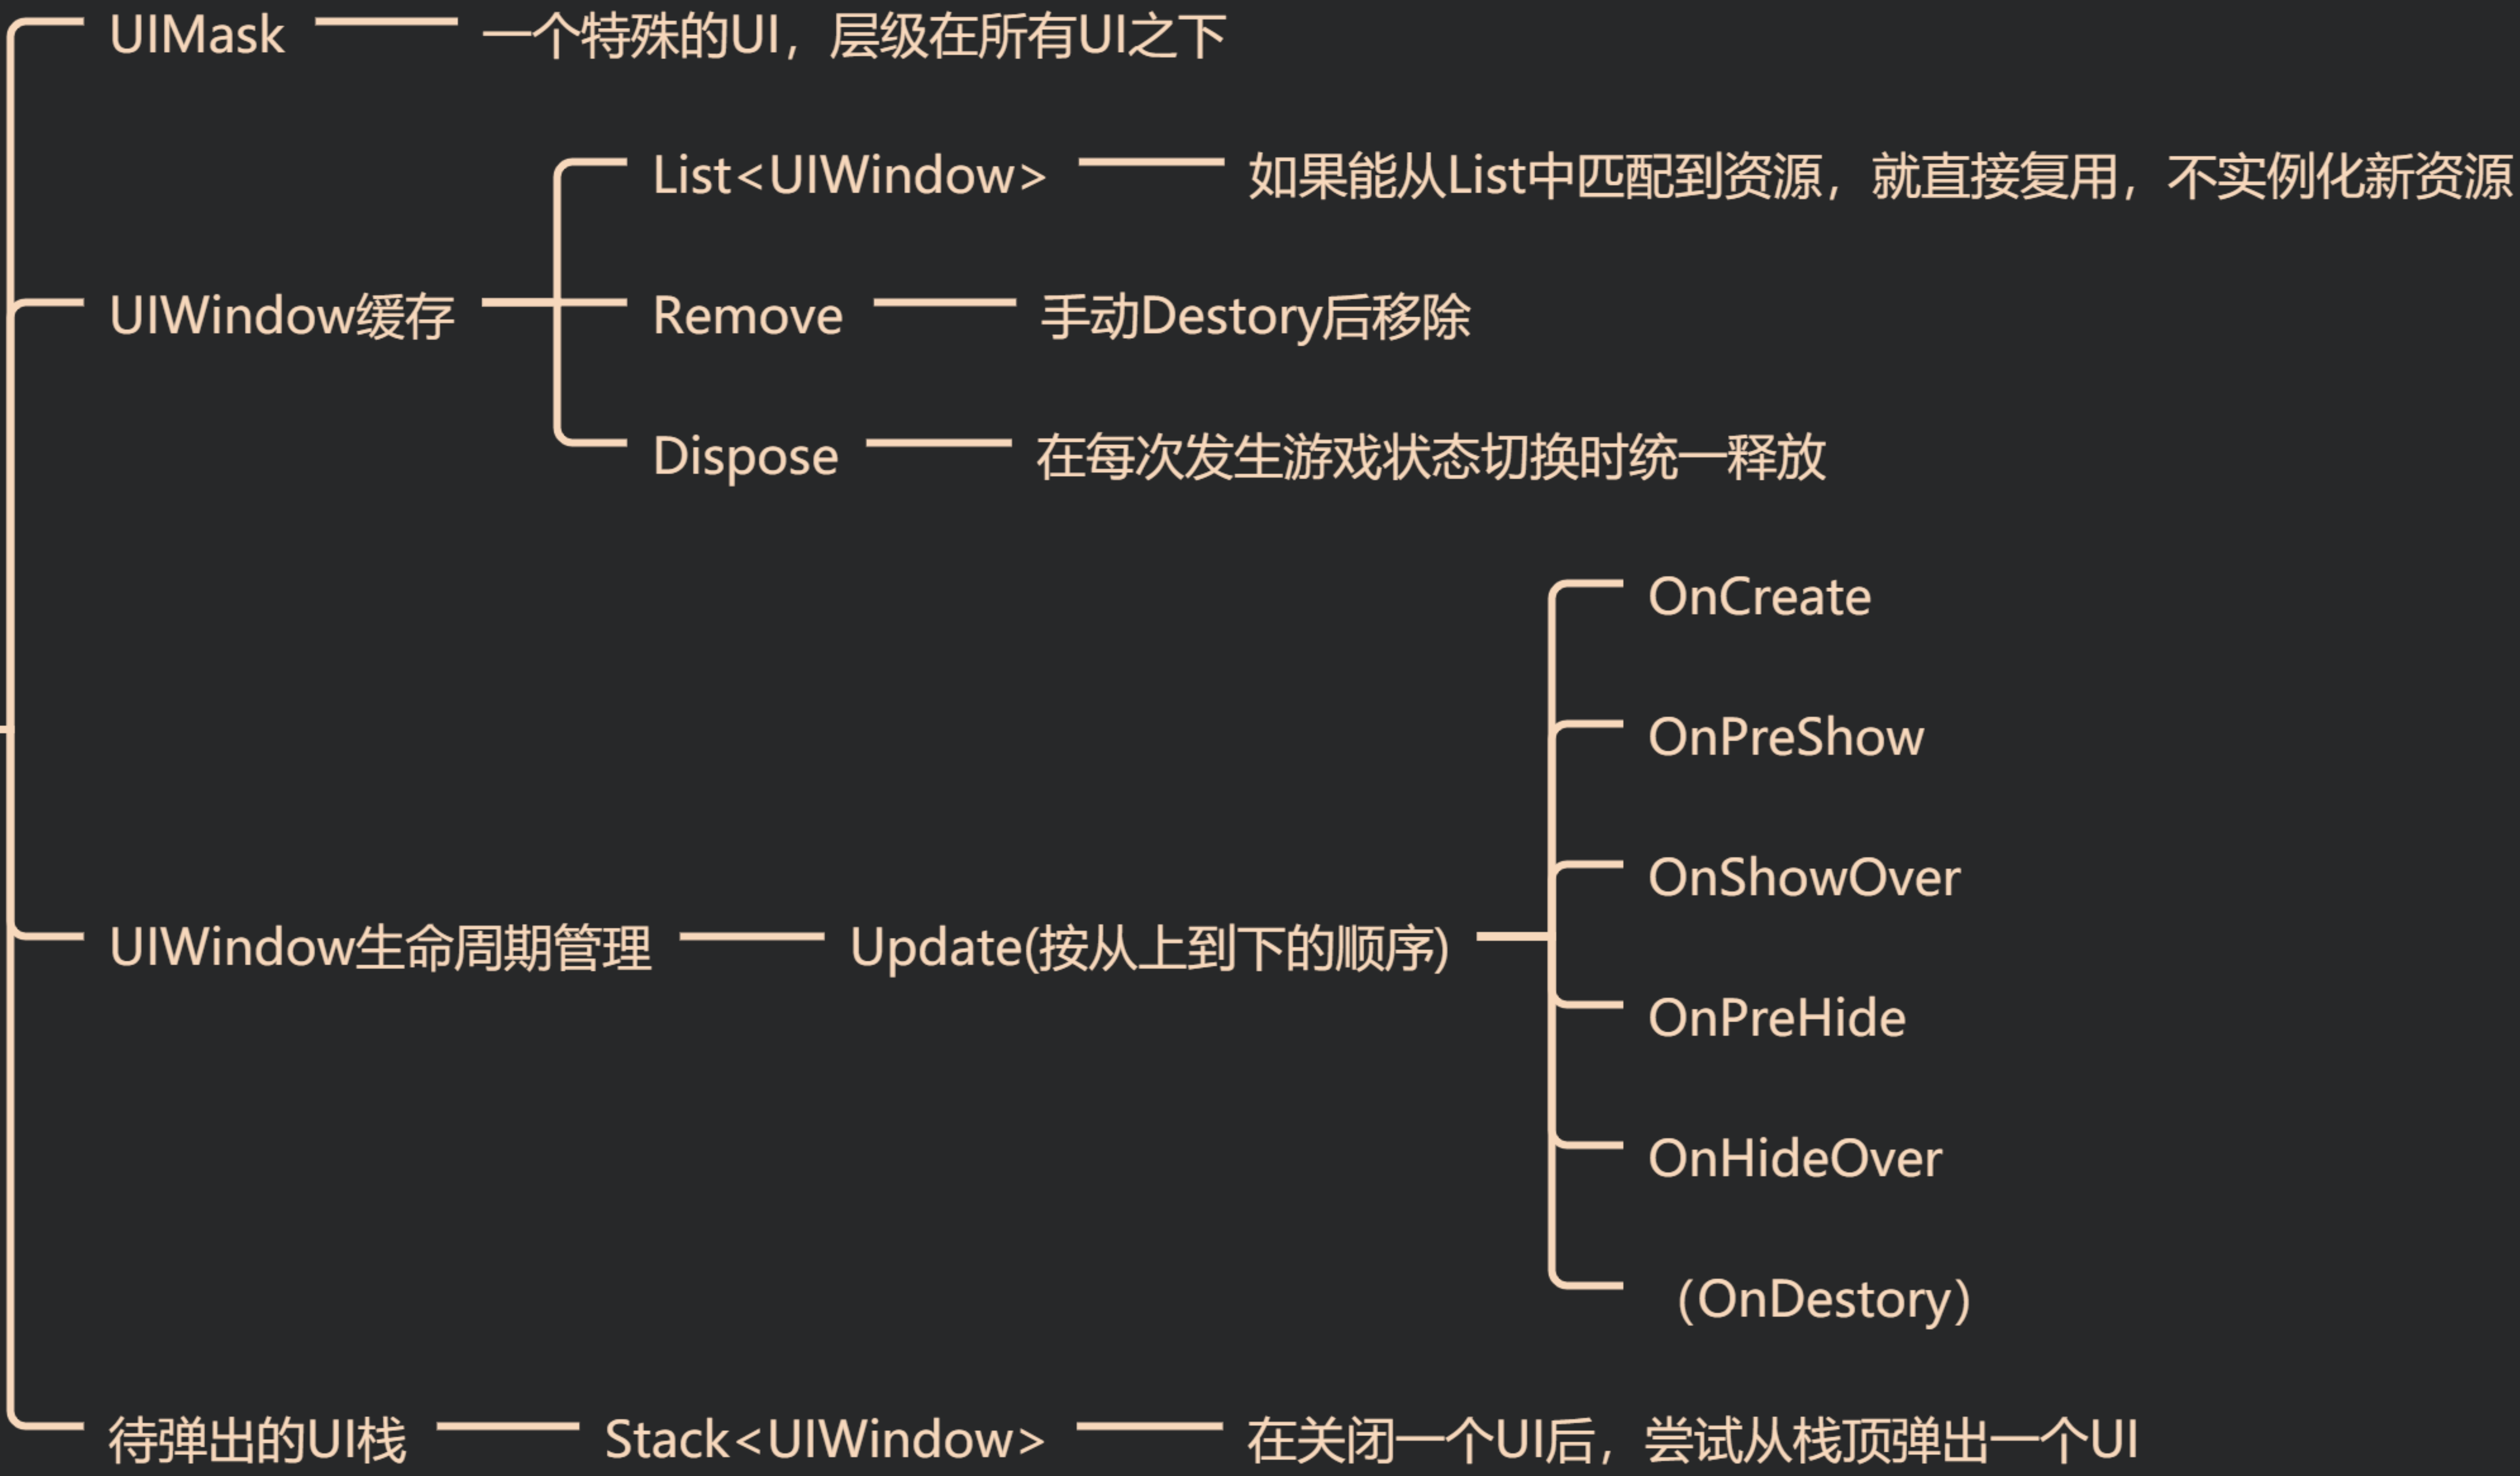 UIMask
一个特殊的UI，层级在所有UI之下
List<UIWindow>
如果能从List中匹配到资源，就直接复用，不实例化新资源
UIWindow缓存
Remove
手动Destory后移除
Dispose
在每次发生游戏状态切换时统一释放
OnCreate
OnPreShow
OnShowOver
UIWindow生命周期管理
Update(按从上到下的顺序)
OnPreHide
OnHideOver
（OnDestory）
待弹出的UI栈
Stack<UIWindow>
在关闭一个UI后，尝试从栈顶弹出一个UI